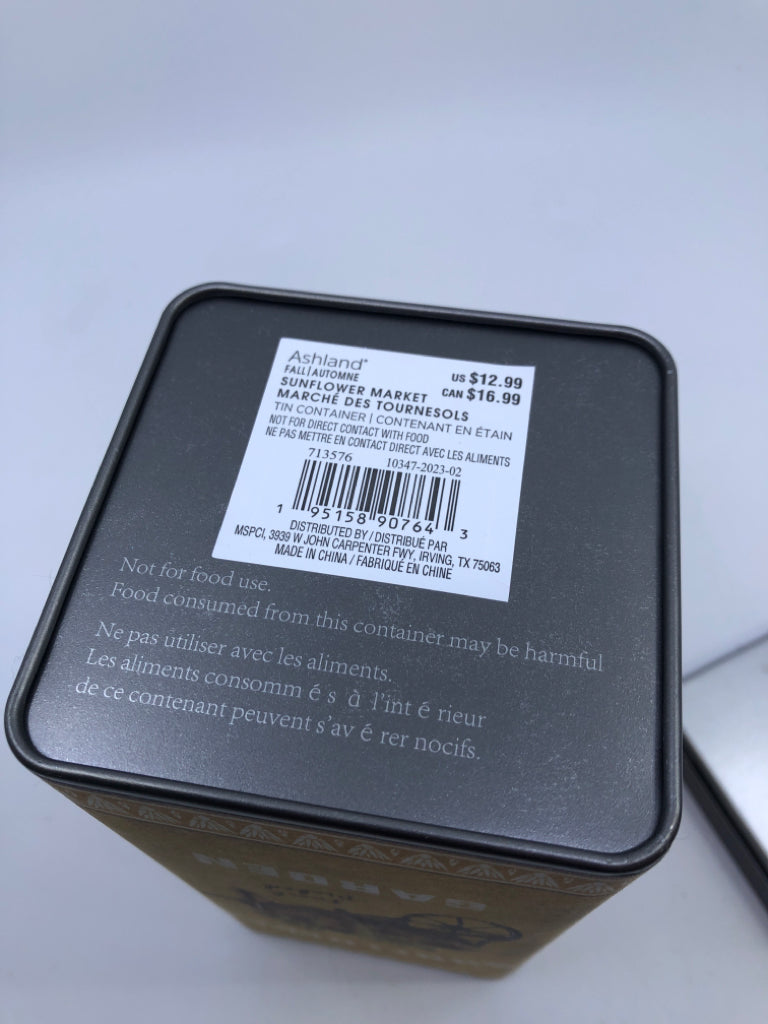 Ashland®
FALL | AUTOMNE
US $12.99
SUNFLOWER MARKET
CAN $16.99
MARCHÉ DES TOURNESOLS
TIN CONTAINER | CONTENANT EN ÉTAIN
NOT FOR DIRECT CONTACT WITH FOOD
NE PAS METTRE EN CONTACT DIRECT AVEC LES ALIMENTS
713576 10347-2023-02
1 95158 90764 3
DISTRIBUTED BY / DISTRIBUÉ PAR
MSPCI, 3939 W JOHN CARPENTER FWY, IRVING, TX 75063
MADE IN CHINA / FABRIQUÉ EN CHINE
Not for food use.
Food consumed from this container may be harmful
Ne pas utiliser avec les aliments.
Les aliments consomm é s à l'int é rieur
de ce contenant peuvent s'av é rer nocifs.
GARDEN